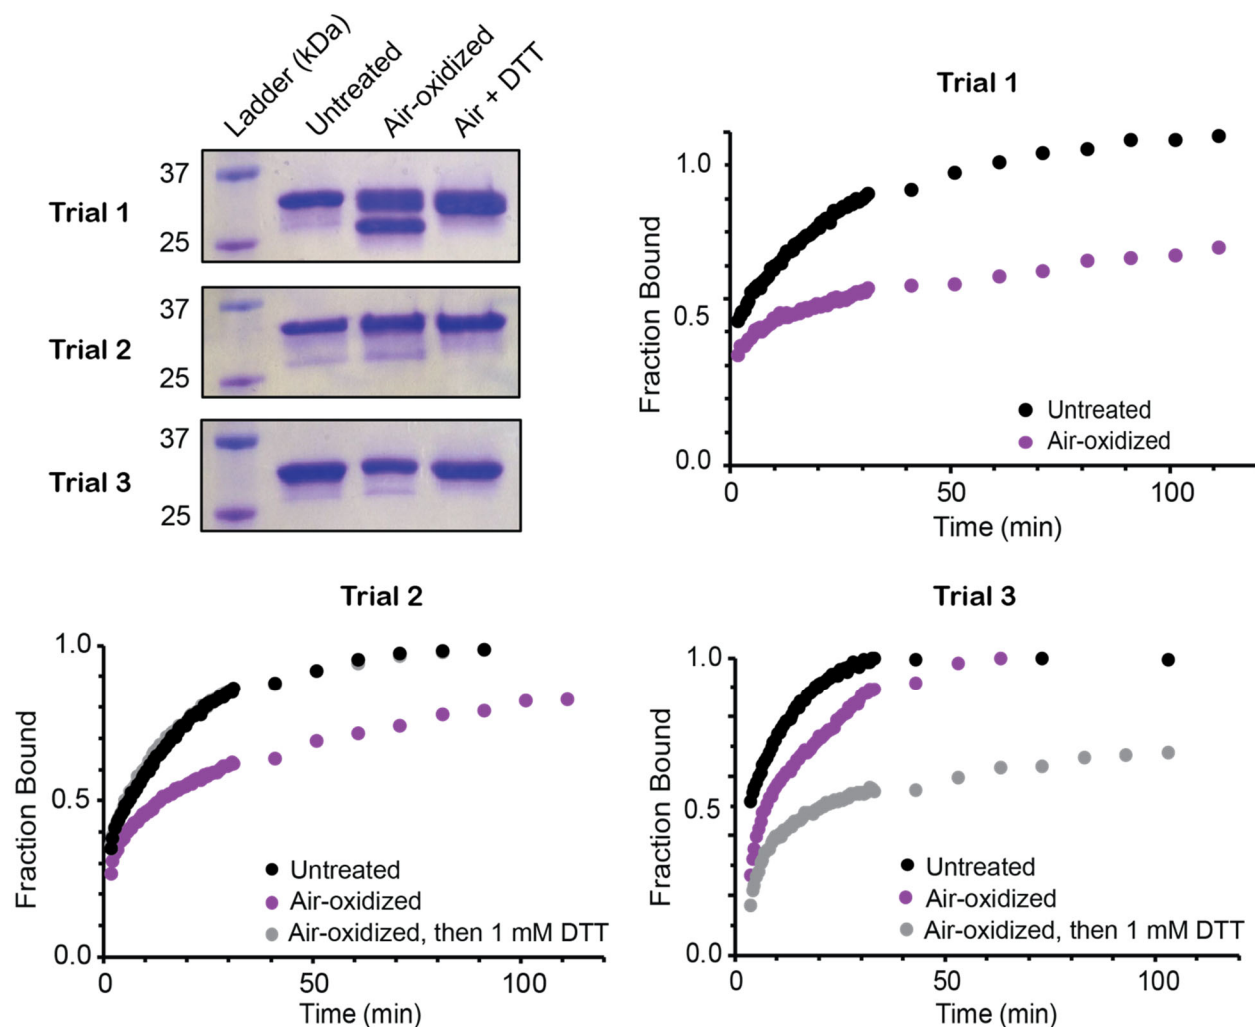 Ladder (kDa)
Untreated
Air-oxidized
Air + DTT
Trial 1
37
25
Trial 2
37
25
Trial 3
37
25
Trial 1
Fraction Bound
1.0
0.5
0.0
0
50
100
Time (min)
Untreated
Air-oxidized
Trial 2
Fraction Bound
1.0
0.5
0.0
0
50
100
Time (min)
Untreated
Air-oxidized
Air-oxidized, then 1 mM DTT
Trial 3
Fraction Bound
1.0
0.5
0.0
0
50
100
Time (min)
Untreated
Air-oxidized
Air-oxidized, then 1 mM DTT